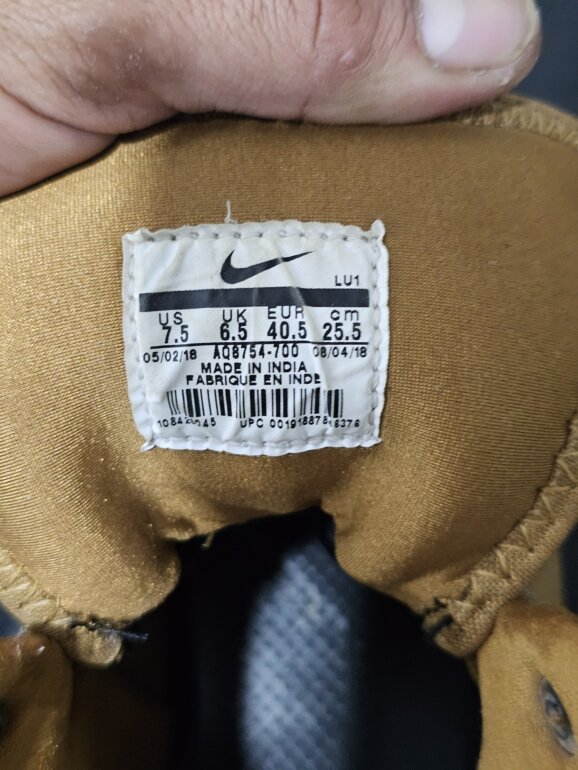 LU1
US UK EUR cm
7.5 6.5 40.5 25.5
05/02/18 AQ8754-700 08/04/18
MADE IN INDIA
FABRIQUE EN INDE
UPC